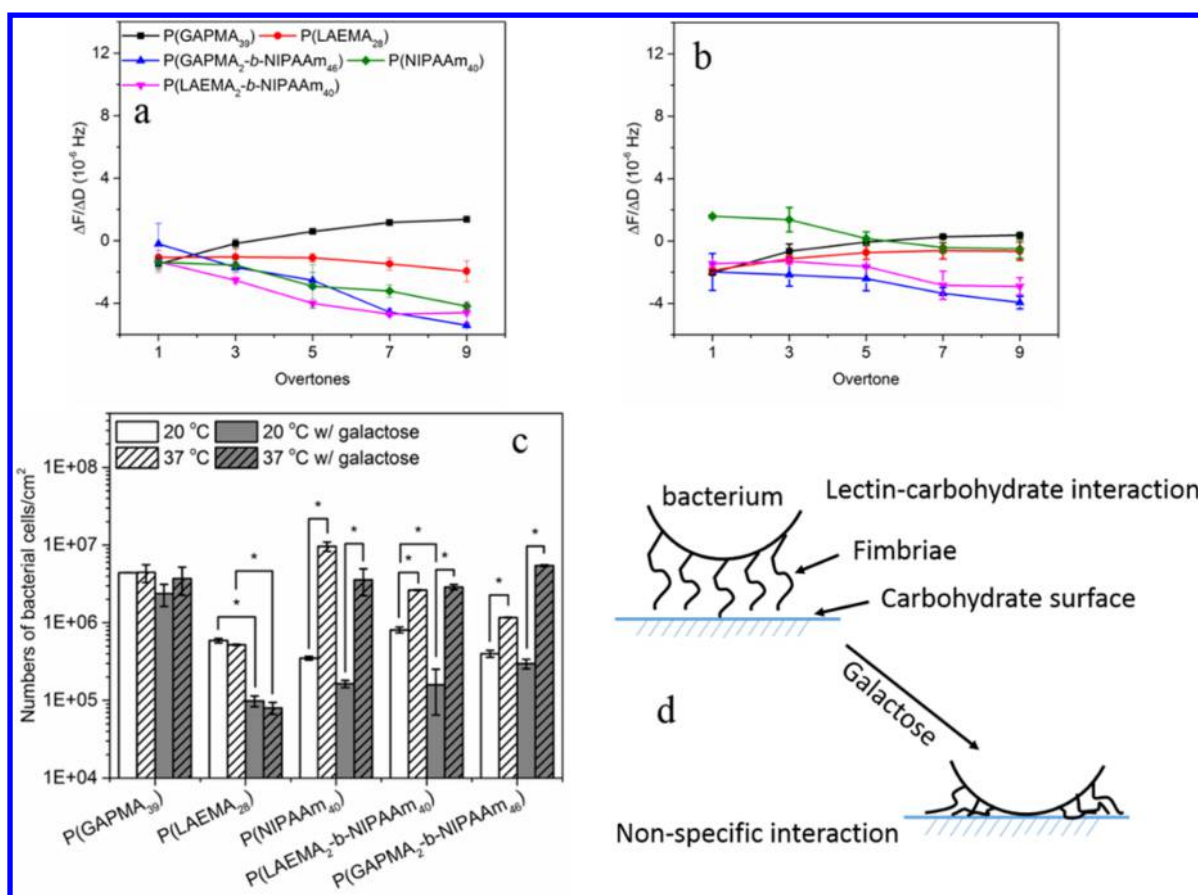 P(GAPMA39) P(LAEMA28)
P(GAPMA2-b-NIPAAm46) P(NIPAAm40)
P(LAEMA2-b-NIPAAm40)
a
ΔF/ΔD (10-6 Hz)
12
8
4
0
-4
1 3 5 7 9
Overtones
b
ΔF/ΔD (10-6 Hz)
12
8
4
0
-4
1 3 5 7 9
Overtone
20 oC 20 oC w/ galactose
37 oC 37 oC w/ galactose
c
Numbers of bacterial cells/cm2
1E+08
1E+07
1E+06
1E+05
1E+04
* * * * * * * * *
P(GAPMA39)
P(LAEMA28)
P(NIPAAm40)
P(LAEMA2-b-NIPAAm40)
P(GAPMA2-b-NIPAAm46)
bacterium
Lectin-carbohydrate interaction
Fimbriae
Carbohydrate surface
Galactose
d
Non-specific interaction